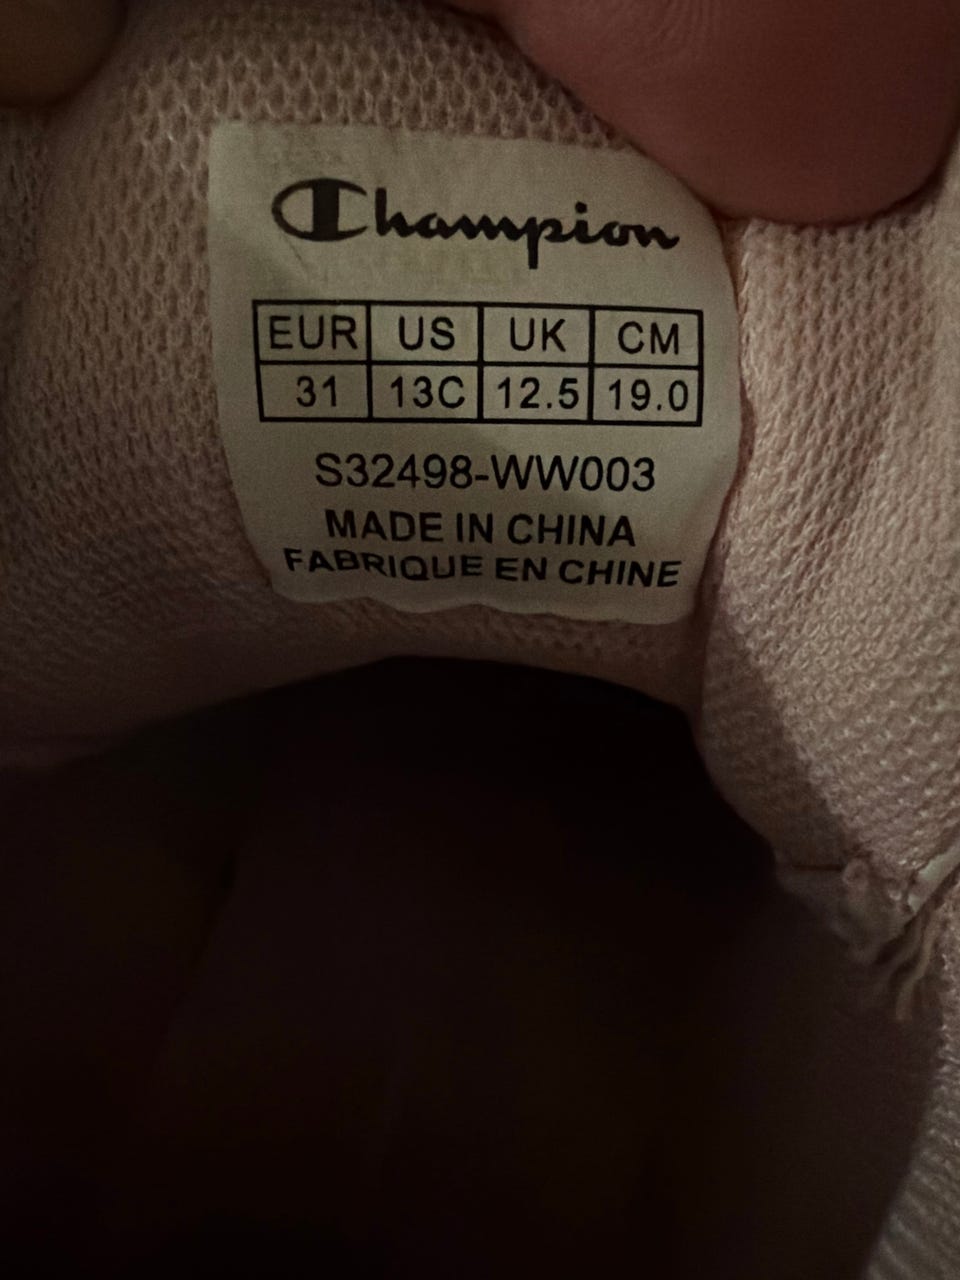 Champion
EUR US UK CM
31 13C 12.5 19.0
S32498-WW003
MADE IN CHINA
FABRIQUE EN CHINE